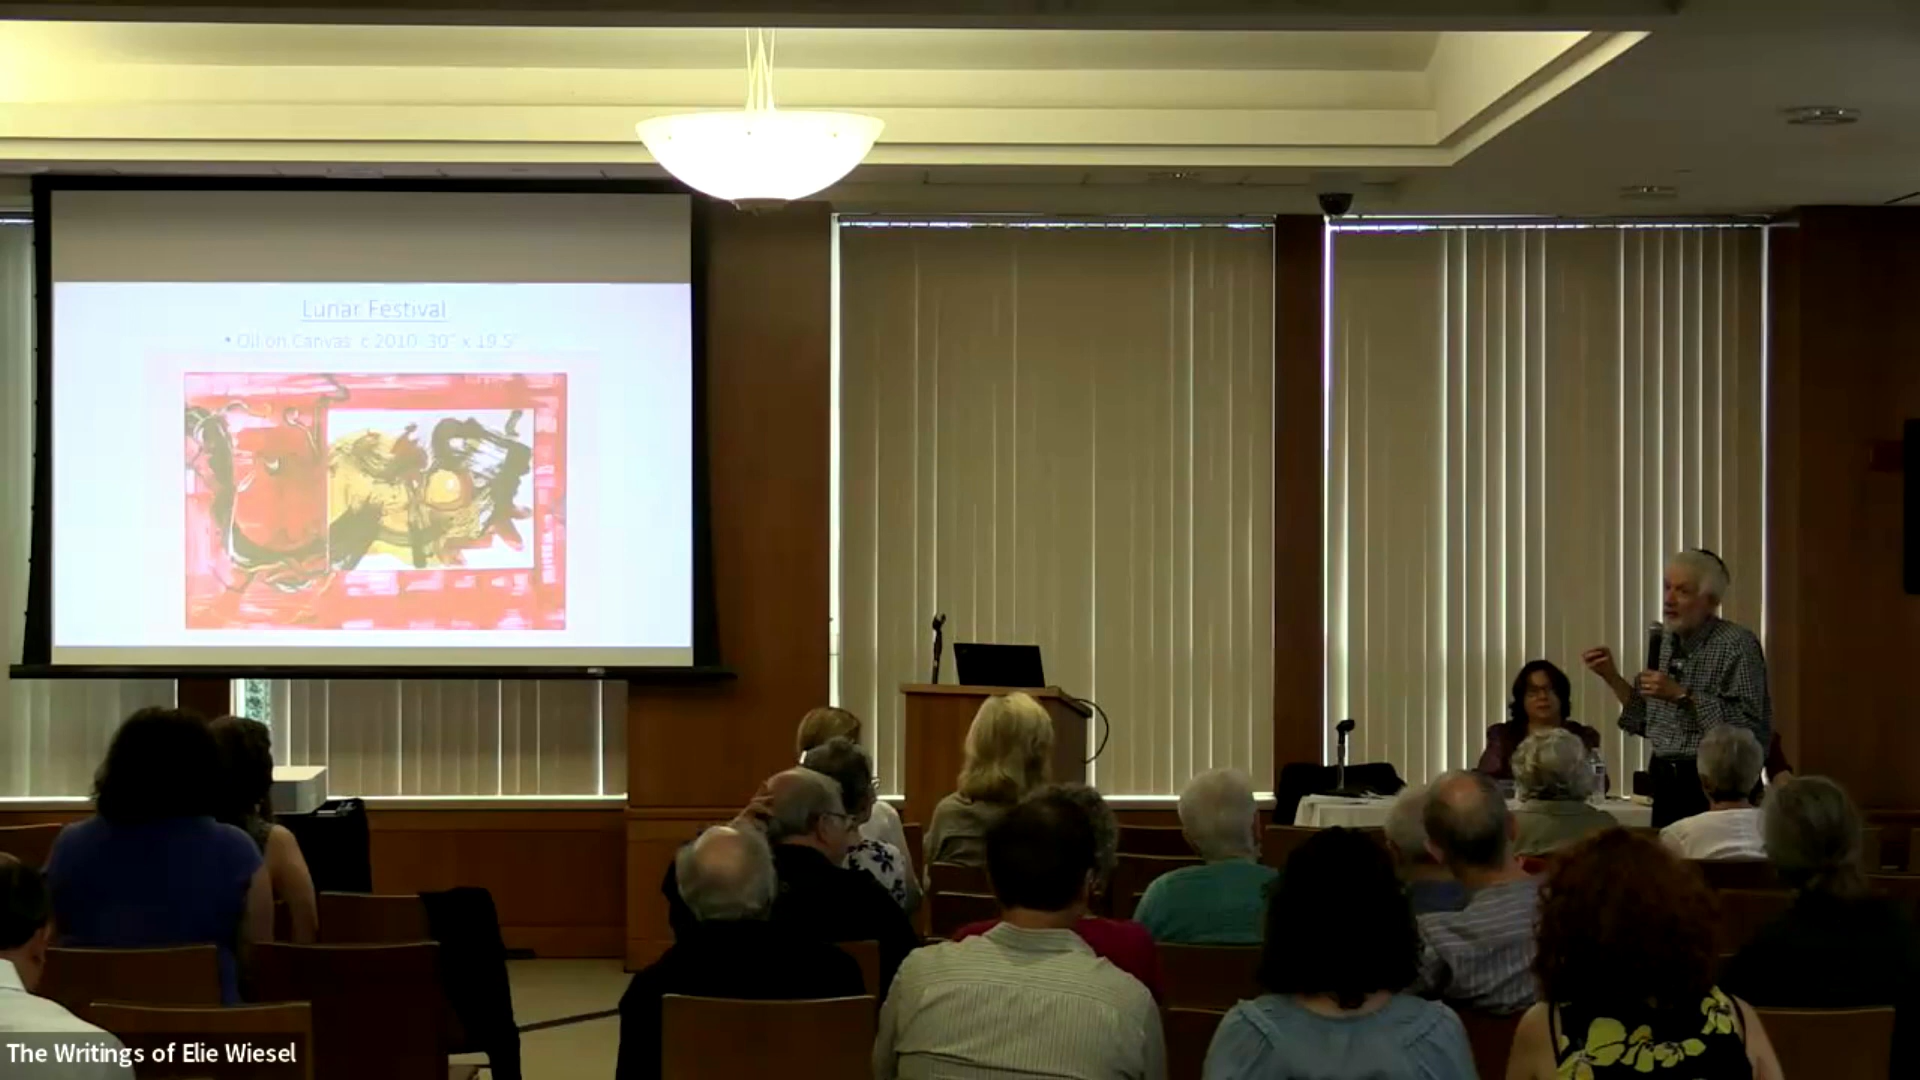 Lunar Festival
• Oil on Canvas c 2010 30" x 19.5"
The Writings of Elie Wiesel